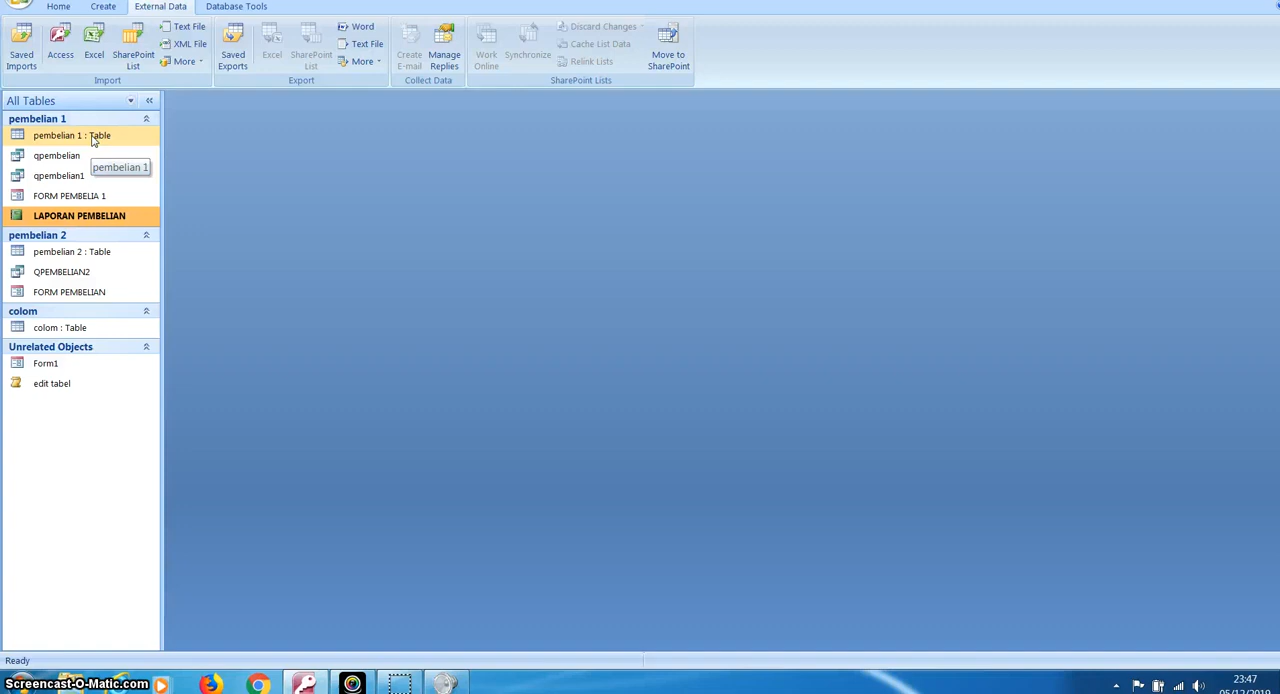 Home Create External Data Database Tools
Saved Imports Access Excel SharePoint List Text File XML File More
Saved Exports Excel SharePoint List Word Text File More
Create E-mail Manage Replies
Work Online Synchronize Discard Changes Cache List Data Relink Lists Move to SharePoint
Import Export Collect Data SharePoint Lists
All Tables
pembelian 1
pembelian 1 : Table
qpembelian
pembelian 1
qpembelian1
FORM PEMBELIA 1
LAPORAN PEMBELIAN
pembelian 2
pembelian 2 : Table
QPEMBELIAN2
FORM PEMBELIAN
colom
colom : Table
Unrelated Objects
Form1
edit tabel
Ready
Screencast-O-Matic.com
23:47